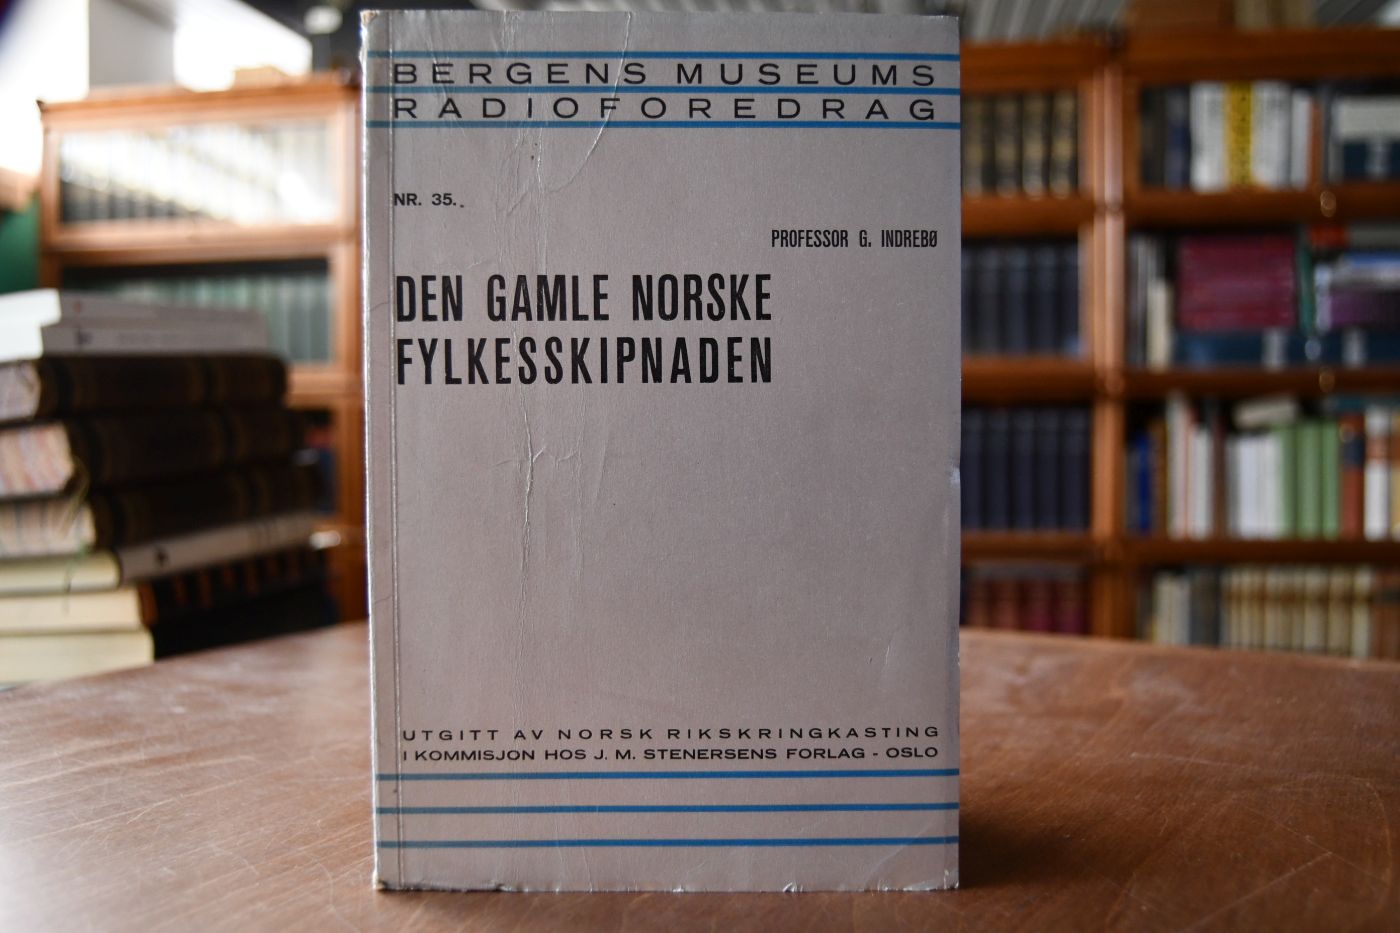 BERGENS MUSEUMS
RADIOFOREDRAG
NR. 35.
PROFESSOR G. INDREBØ
DEN GAMLE NORSKE
FYLKESSKIPNADEN
UTGITT AV NORSK RIKSKRINGKASTING
I KOMMISJON HOS J. M. STENERSENS FORLAG - OSLO